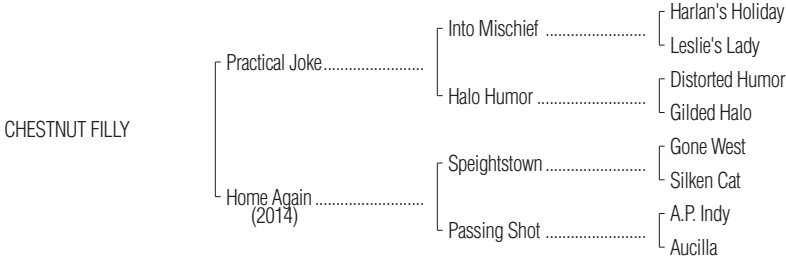 Harlan's Holiday
Into Mischief ........................
Leslie's Lady
Practical Joke........................
Distorted Humor
Halo Humor ..........................
Gilded Halo
CHESTNUT FILLY
Gone West
Speightstown ........................
Silken Cat
Home Again ..........................
(2014)
A.P. Indy
Passing Shot ........................
Aucilla